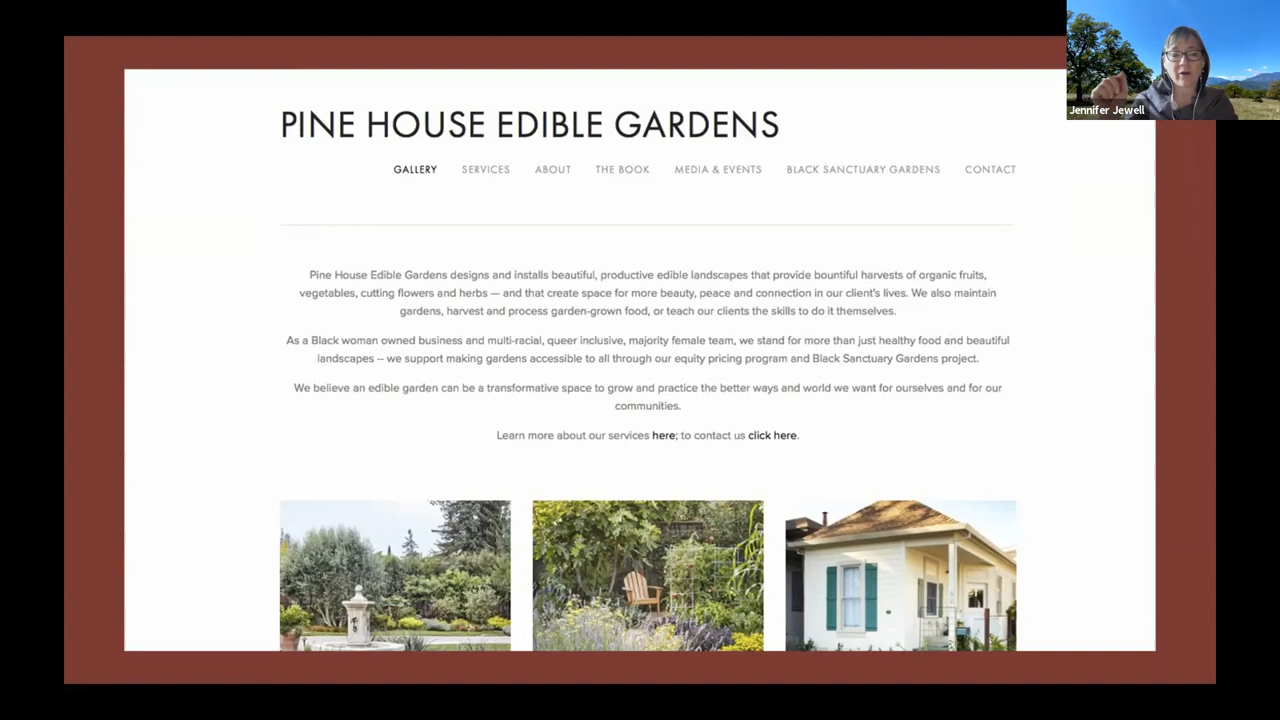 Jennifer Jewell
PINE HOUSE EDIBLE GARDENS
GALLERY SERVICES ABOUT THE BOOK MEDIA & EVENTS BLACK SANCTUARY GARDENS CONTACT
Pine House Edible Gardens designs and installs beautiful, productive edible landscapes that provide bountiful harvests of organic fruits,
vegetables, cutting flowers and herbs — and that create space for more beauty, peace and connection in our client's lives. We also maintain
gardens, harvest and process garden-grown food, or teach our clients the skills to do it themselves.
As a Black woman owned business and multi-racial, queer inclusive, majority female team, we stand for more than just healthy food and beautiful
landscapes -- we support making gardens accessible to all through our equity pricing program and Black Sanctuary Gardens project.
We believe an edible garden can be a transformative space to grow and practice the better ways and world we want for ourselves and for our
communities.
Learn more about our services here; to contact us click here.